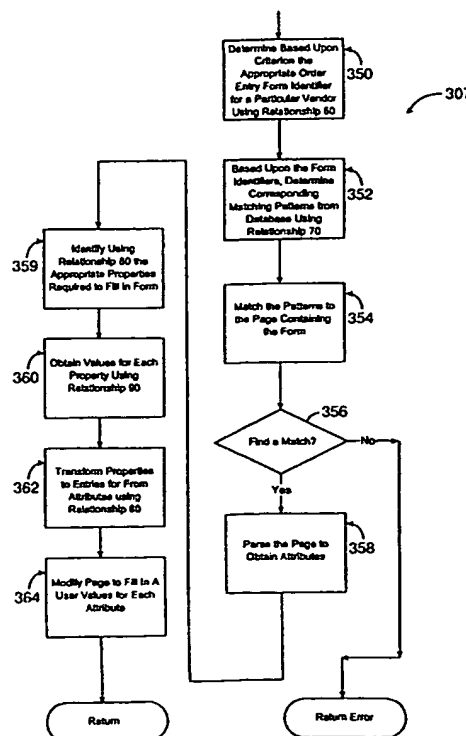 Determine Based Upon
Criterion the
Appropriate Order
Entry Form Identifier
for a Particular Vendor
Using Relationship 60
350
307
Based Upon the Form
Identifiers, Determine
Corresponding
Matching Patterns from
Database Using
Relationship 70
352
Match the Patterns to
the Page Containing
the Form
354
Find a Match?
356
No
Yes
Parse the Page to
Obtain Attributes
358
Return Error
Identify Using
Relationship 80 the
Appropriate Properties
Required to Fill in Form
359
Obtain Values for Each
Property Using
Relationship 90
360
Transform Properties
to Entries for From
Attributes using
Relationship 80
362
Modify Page to Fill In A
User Values for Each
Attribute
364
Return